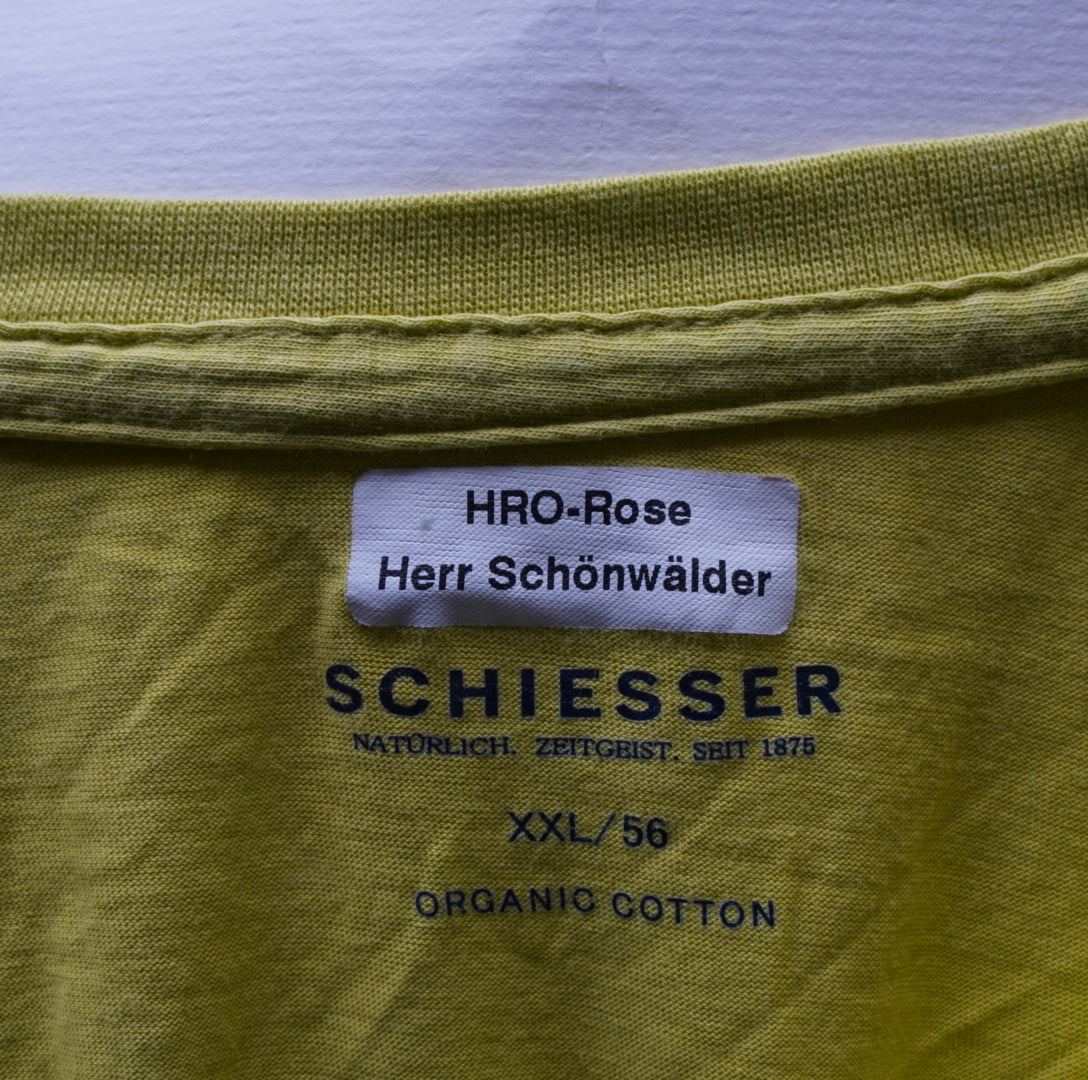 HRO-Rose
Herr Schönwälder
SCHIESSER
NATÜRLICH. ZEITGEIST. SEIT 1875
XXL/56
ORGANIC COTTON